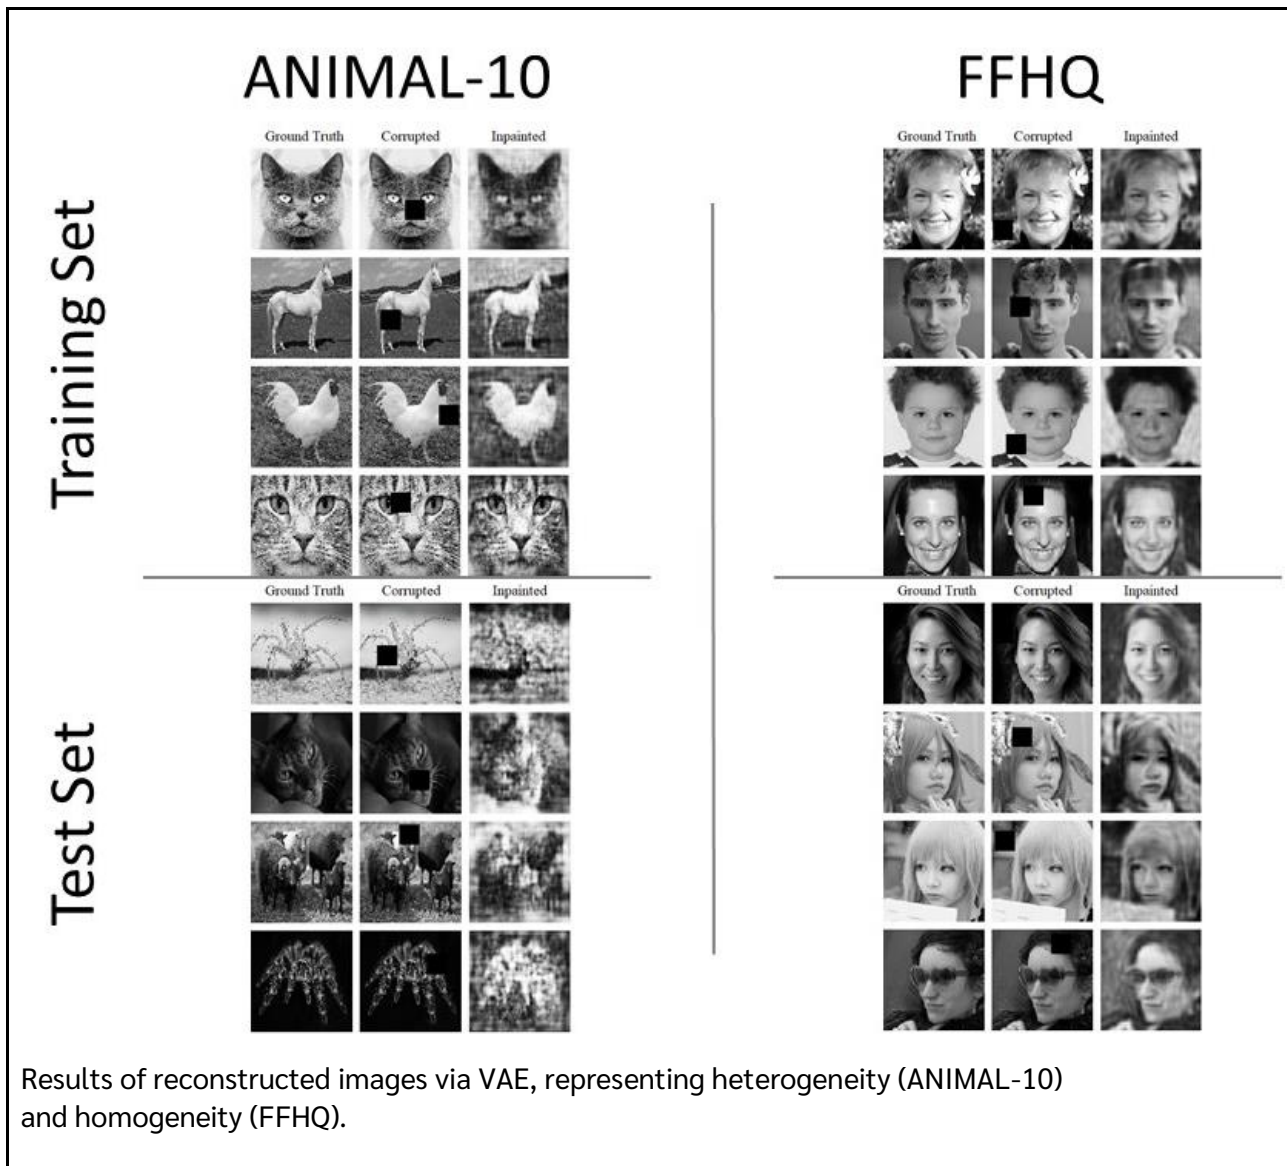 ANIMAL-10
FFHQ
Ground Truth Corrupted Inpainted
Ground Truth Corrupted Inpainted
Training Set
Ground Truth Corrupted Inpainted
Ground Truth Corrupted Inpainted
Test Set
Results of reconstructed images via VAE, representing heterogeneity (ANIMAL-10)
and homogeneity (FFHQ).